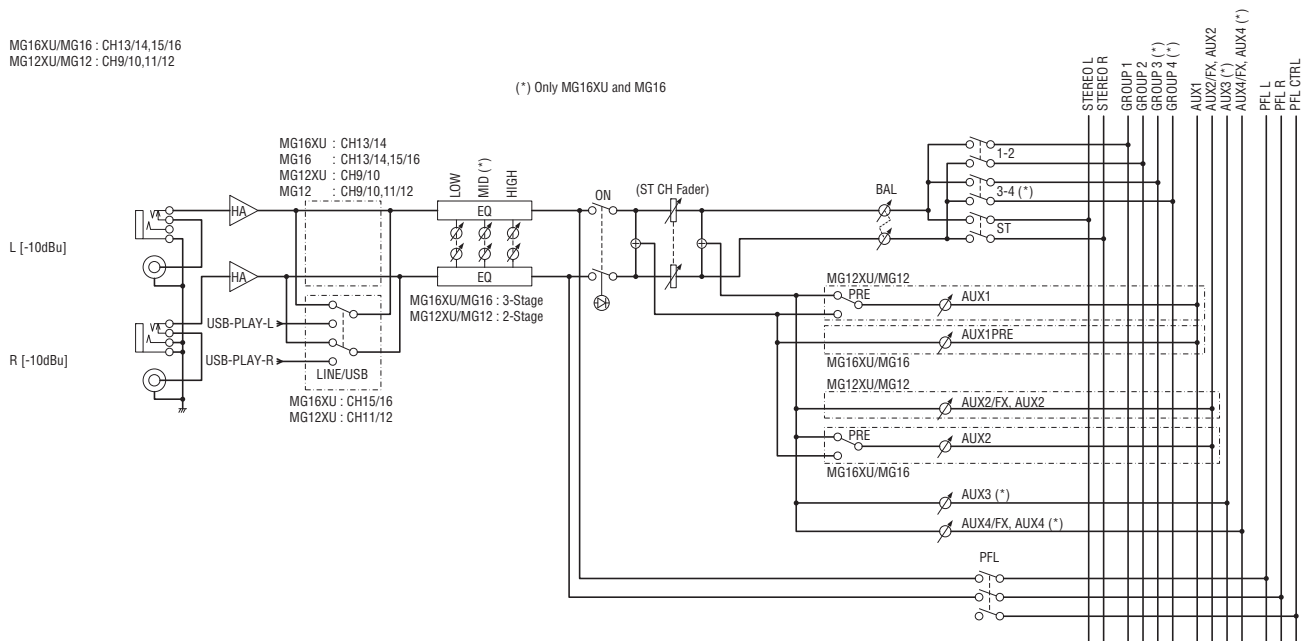 MG16XU/MG16 : CH13/14,15/16
MG12XU/MG12 : CH9/10,11/12
(*) Only MG16XU and MG16
STEREO L
STEREO R
GROUP 1
GROUP 2
GROUP 3 (*)
GROUP 4 (*)
AUX1
AUX2/FX, AUX2
AUX3 (*)
AUX4/FX, AUX4 (*)
PFL L
PFL R
PFL CTRL
MG16XU : CH13/14
MG16 : CH13/14,15/16
MG12XU : CH9/10
MG12 : CH9/10,11/12
LOW
MID (*)
HIGH
ON
(ST CH Fader)
BAL
1-2
3-4 (*)
ST
HA
EQ
L [-10dBu]
HA
EQ
MG16XU/MG16 : 3-Stage
MG12XU/MG12 : 2-Stage
USB-PLAY-L
USB-PLAY-R
LINE/USB
R [-10dBu]
MG16XU : CH15/16
MG12XU : CH11/12
MG12XU/MG12
PRE
AUX1
AUX1PRE
MG16XU/MG16
MG12XU/MG12
AUX2/FX, AUX2
PRE
AUX2
MG16XU/MG16
AUX3 (*)
AUX4/FX, AUX4 (*)
PFL